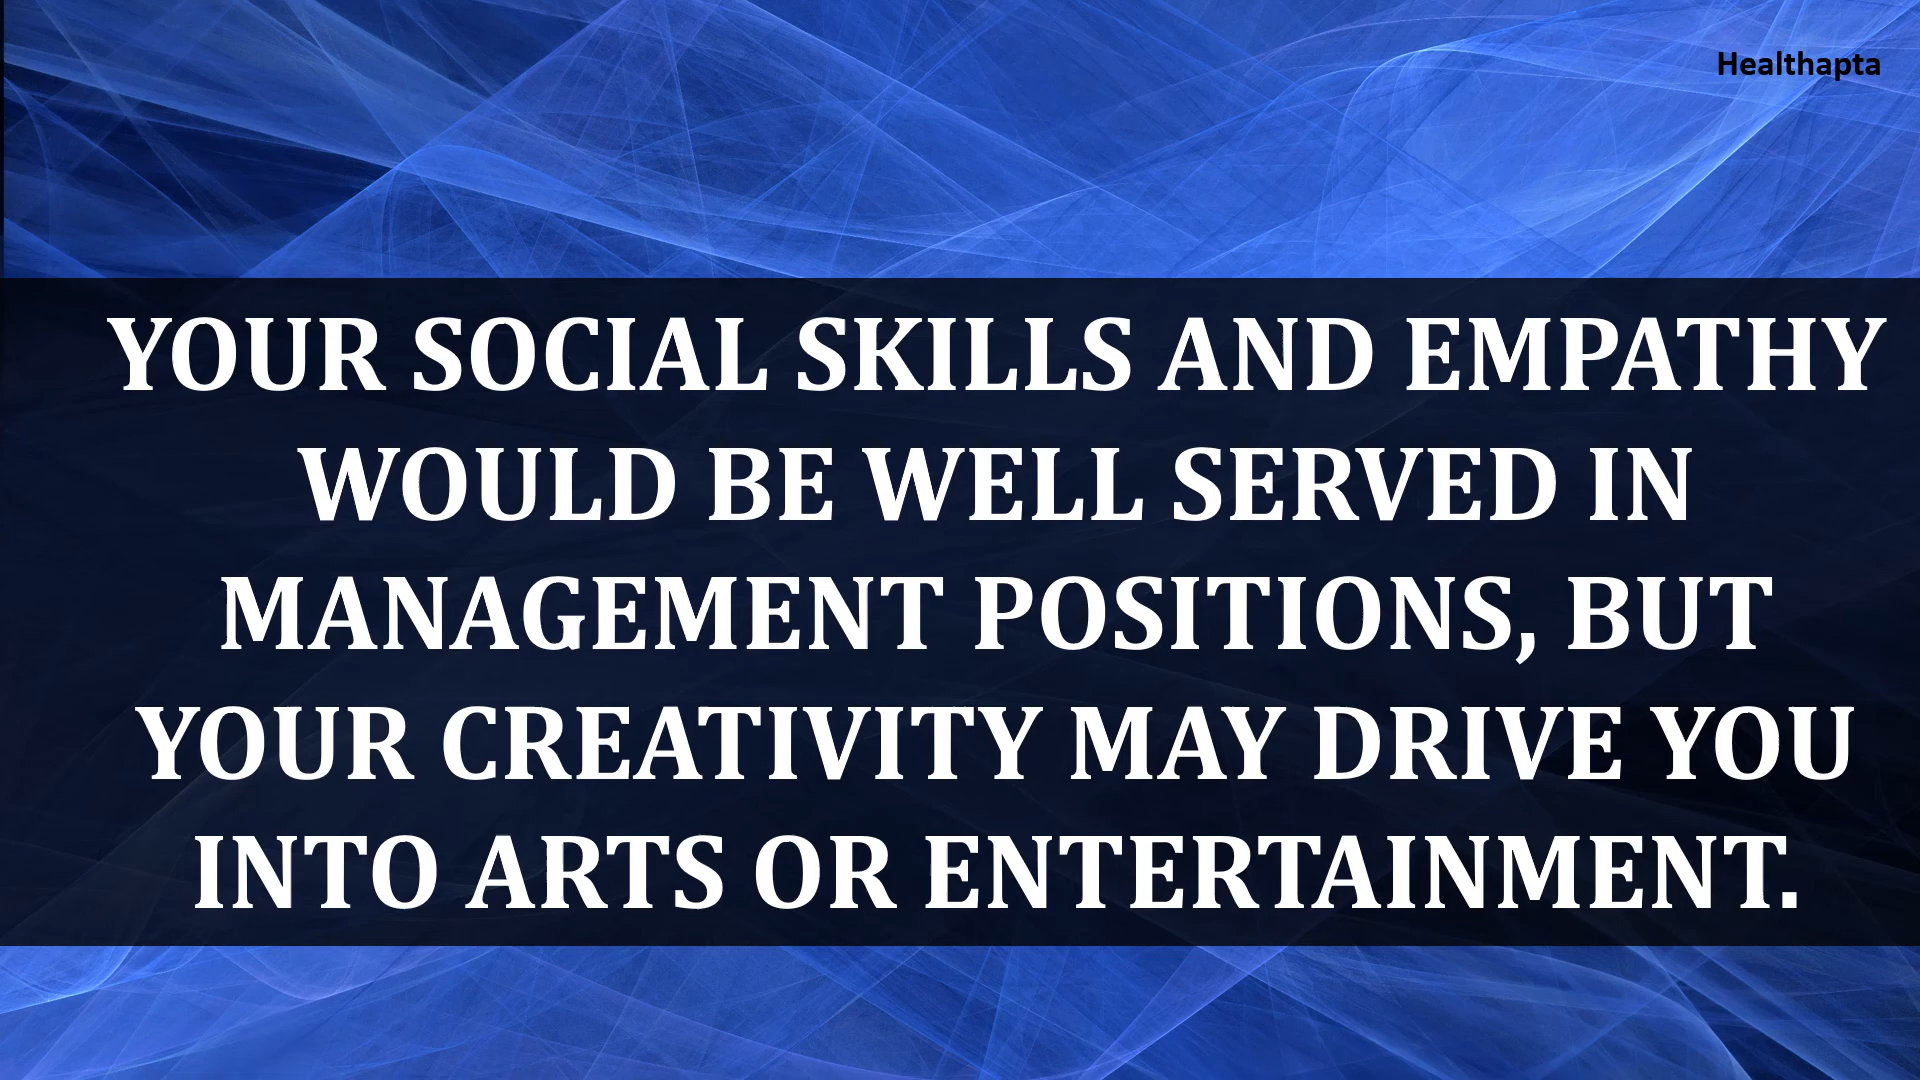 Healthapta
YOUR SOCIAL SKILLS AND EMPATHY
WOULD BE WELL SERVED IN
MANAGEMENT POSITIONS, BUT
YOUR CREATIVITY MAY DRIVE YOU
INTO ARTS OR ENTERTAINMENT.